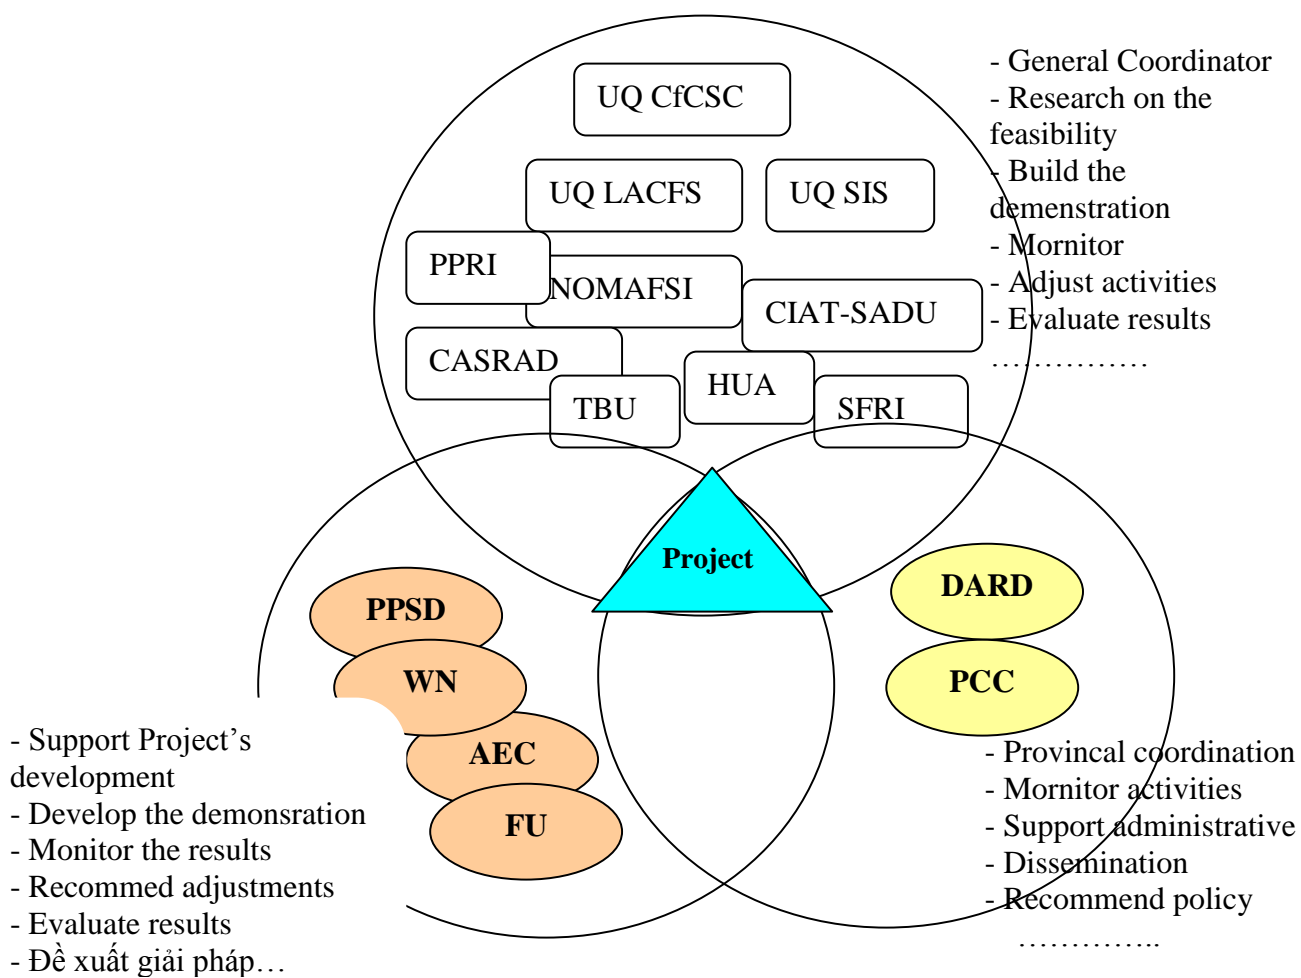 UQ CfCSC
UQ LACFS
UQ SIS
PPRI
NOMAFSI
CIAT-SADU
CASRAD
HUA
TBU
SFRI
- General Coordinator
- Research on the
feasibility
- Build the
demenstration
- Mornitor
- Adjust activities
- Evaluate results
……………
Project
PPSD
WN
AEC
FU
DARD
PCC
- Support Project’s
development
- Develop the demonsration
- Monitor the results
- Recommed adjustments
- Evaluate results
- Đề xuất giải pháp…
- Provincal coordination
- Mornitor activities
- Support administrative
- Dissemination
- Recommend policy
…………..